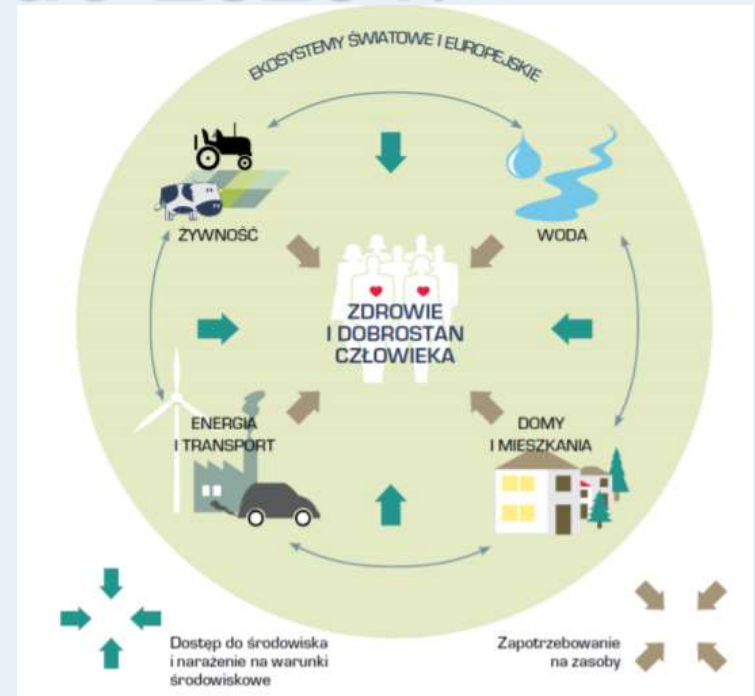 EKOSYSTEMY ŚWIATOWE I EUROPEJSKIE
ŻYWNOŚĆ
WODA
ZDROWIE
I DOBROSTAN
CZŁOWIEKA
ENERGIA
I TRANSPORT
DOMY
I MIESZKANIA
Dostęp do środowiska
i narażenie na warunki
środowiskowe
Zapotrzebowanie
na zasoby